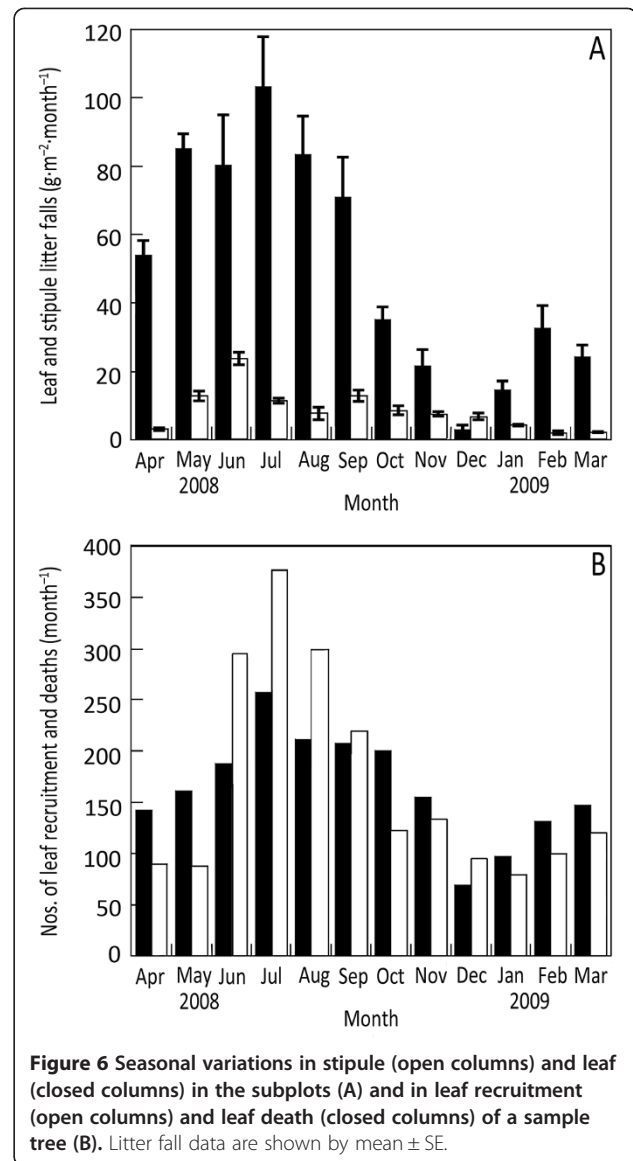 A
Leaf and stipule litter falls (g·m⁻²·month⁻¹)
120
100
80
60
40
20
0
Apr May Jun Jul Aug Sep Oct Nov Dec Jan Feb Mar
2008 2009
Month
B
Nos. of leaf recruitment and deaths (month⁻¹)
400
350
300
250
200
150
100
50
0
Apr May Jun Jul Aug Sep Oct Nov Dec Jan Feb Mar
2008 2009
Month
Figure 6 Seasonal variations in stipule (open columns) and leaf
(closed columns) in the subplots (A) and in leaf recruitment
(open columns) and leaf death (closed columns) of a sample
tree (B). Litter fall data are shown by mean ± SE.